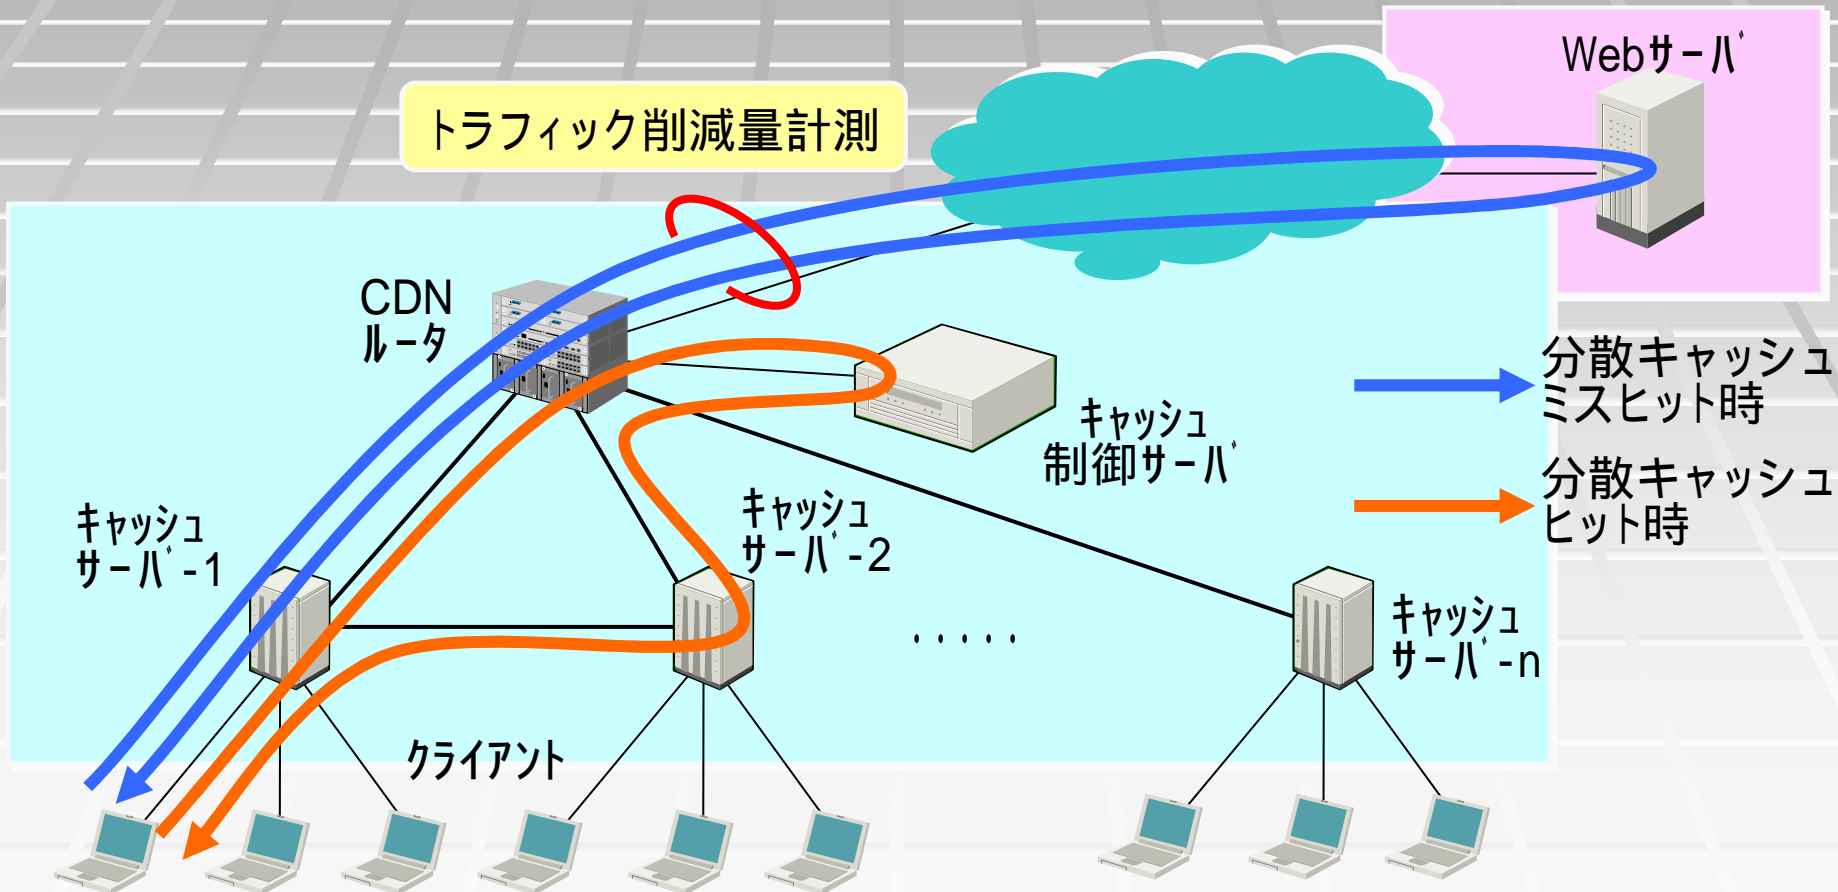 Webサーバ
トラフィック削減量計測
CDN
ルータ
キャッシュ
制御サーバ
分散キャッシュ
ミスヒット時
分散キャッシュ
ヒット時
キャッシュ
サーバ-1
キャッシュ
サーバ-2
・・・・・
キャッシュ
サーバ-n
クライアント